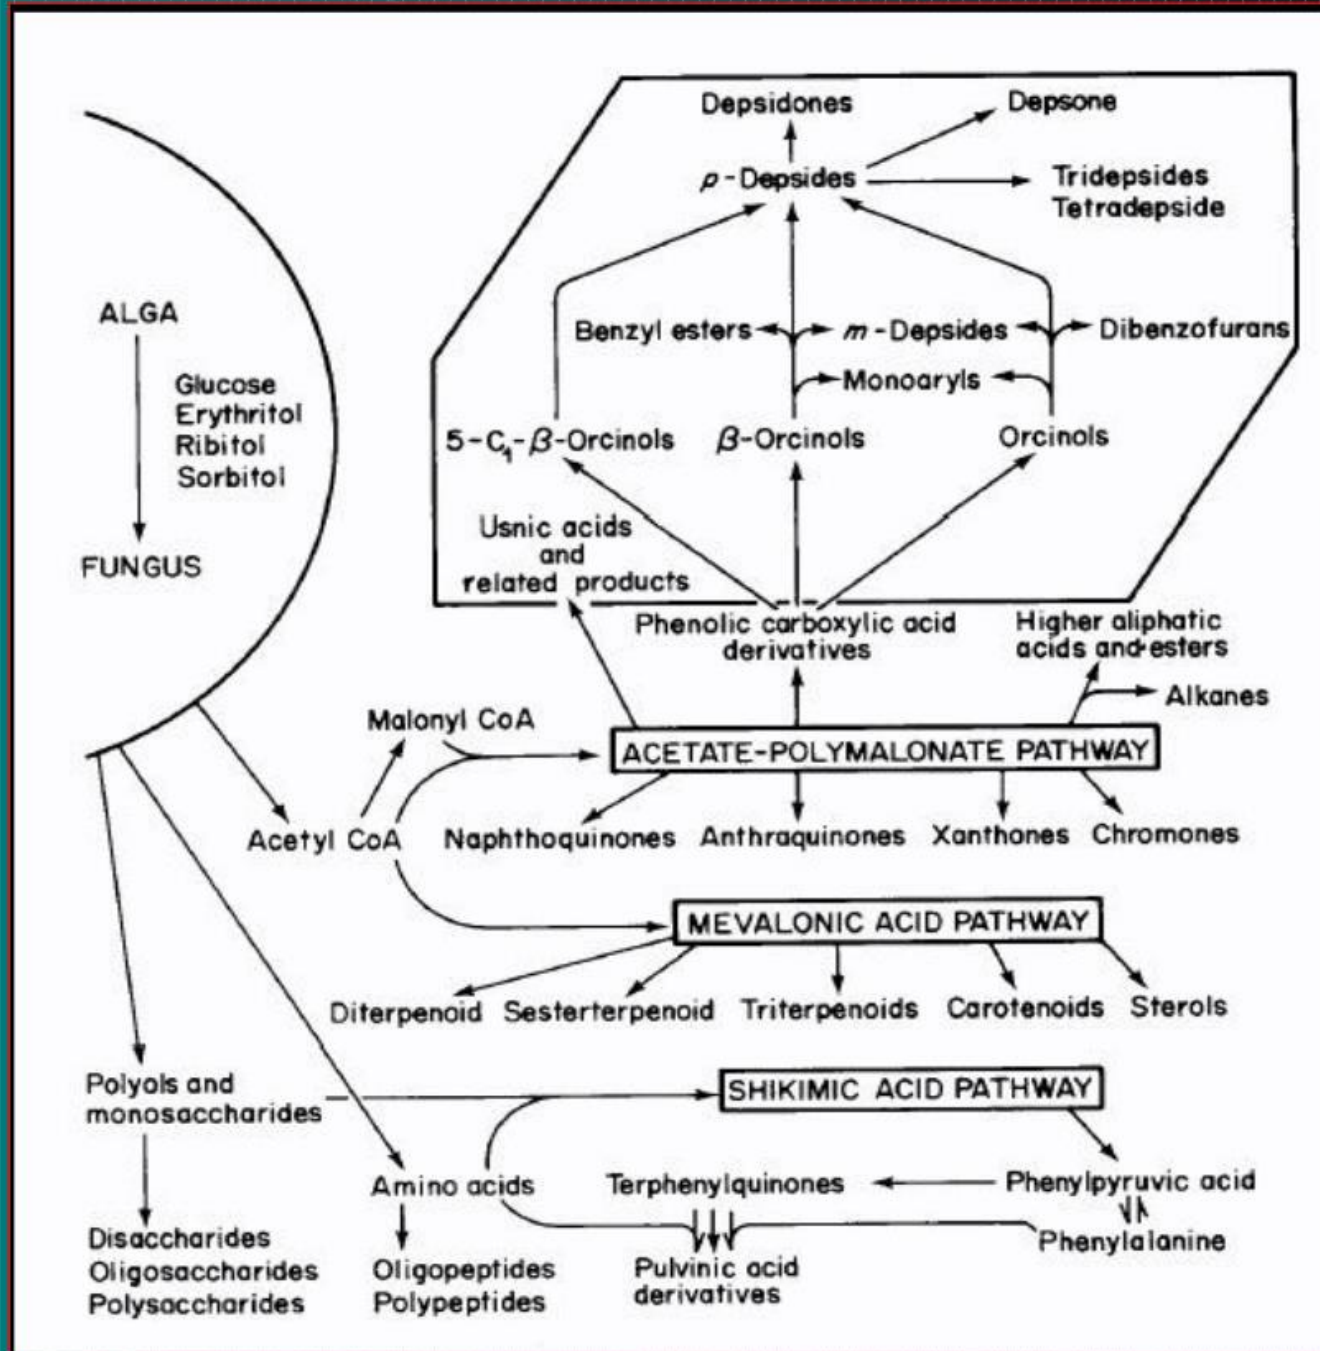 Depsidones
Depsone
p-Depsides
Tridepsides
Tetradepside
ALGA
Glucose
Erythritol
Ribitol
Sorbitol
FUNGUS
Benzyl esters
m-Depsides
Dibenzofurans
Monoaryls
5-C₁-β-Orcinols
β-Orcinols
Orcinols
Usnic acids
and
related products
Phenolic carboxylic acid
derivatives
Higher aliphatic
acids and esters
Alkanes
Malonyl CoA
ACETATE-POLYMALONATE PATHWAY
Acetyl CoA
Naphthoquinones
Anthraquinones
Xanthones
Chromones
MEVALONIC ACID PATHWAY
Diterpenoid
Sesterterpenoid
Triterpenoids
Carotenoids
Sterols
Polyols and
monosaccharides
SHIKIMIC ACID PATHWAY
Amino acids
Terphenylquinones
Phenylpyruvic acid
Phenylalanine
Disaccharides
Oligosaccharides
Polysaccharides
Oligopeptides
Polypeptides
Pulvinic acid
derivatives